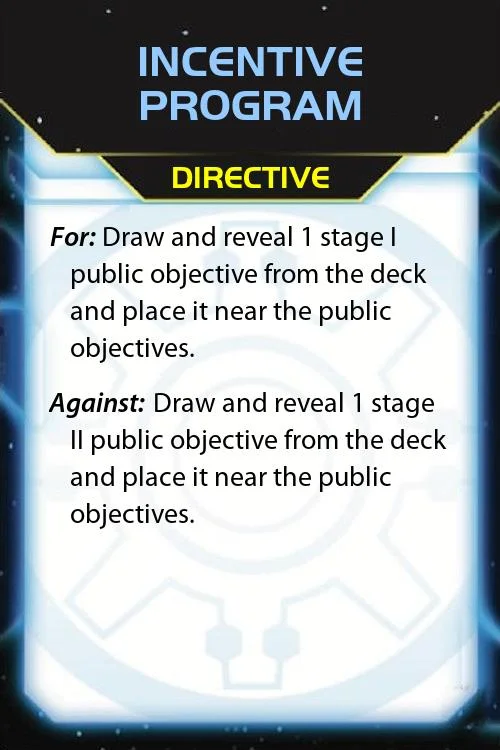 INCENTIVE
PROGRAM
DIRECTIVE
For: Draw and reveal 1 stage I
public objective from the deck
and place it near the public
objectives.
Against: Draw and reveal 1 stage
II public objective from the deck
and place it near the public
objectives.